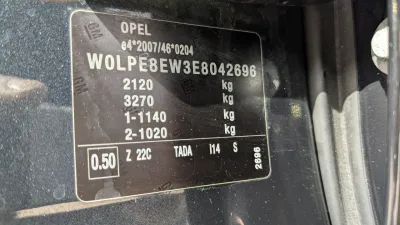 OPEL
e4*2007/46*0204
W0LPE8EW3E8042696
2120 kg
3270 kg
1-1140 kg
2-1020 kg
0.50 Z 22C TADA I14 S 2696